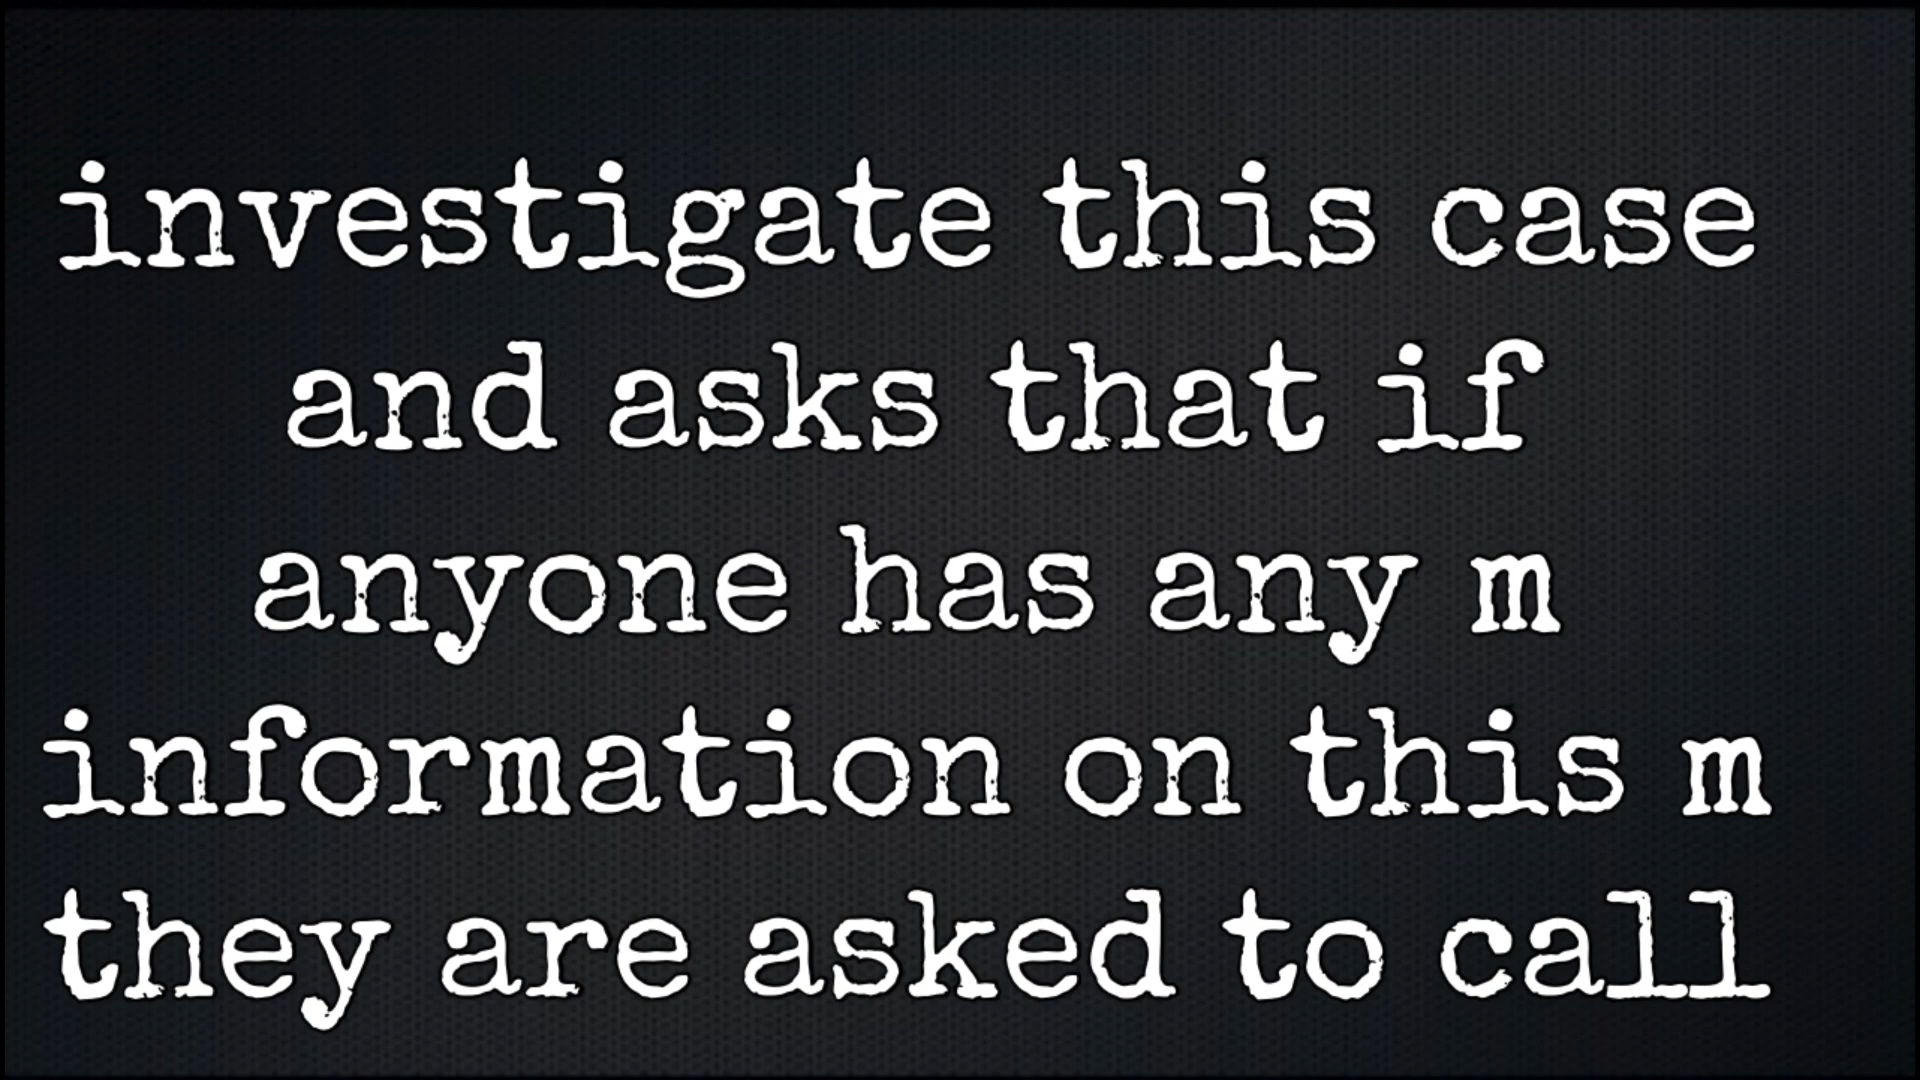 investigate this case
and asks that if
anyone has any m
information on this m
they are asked to call